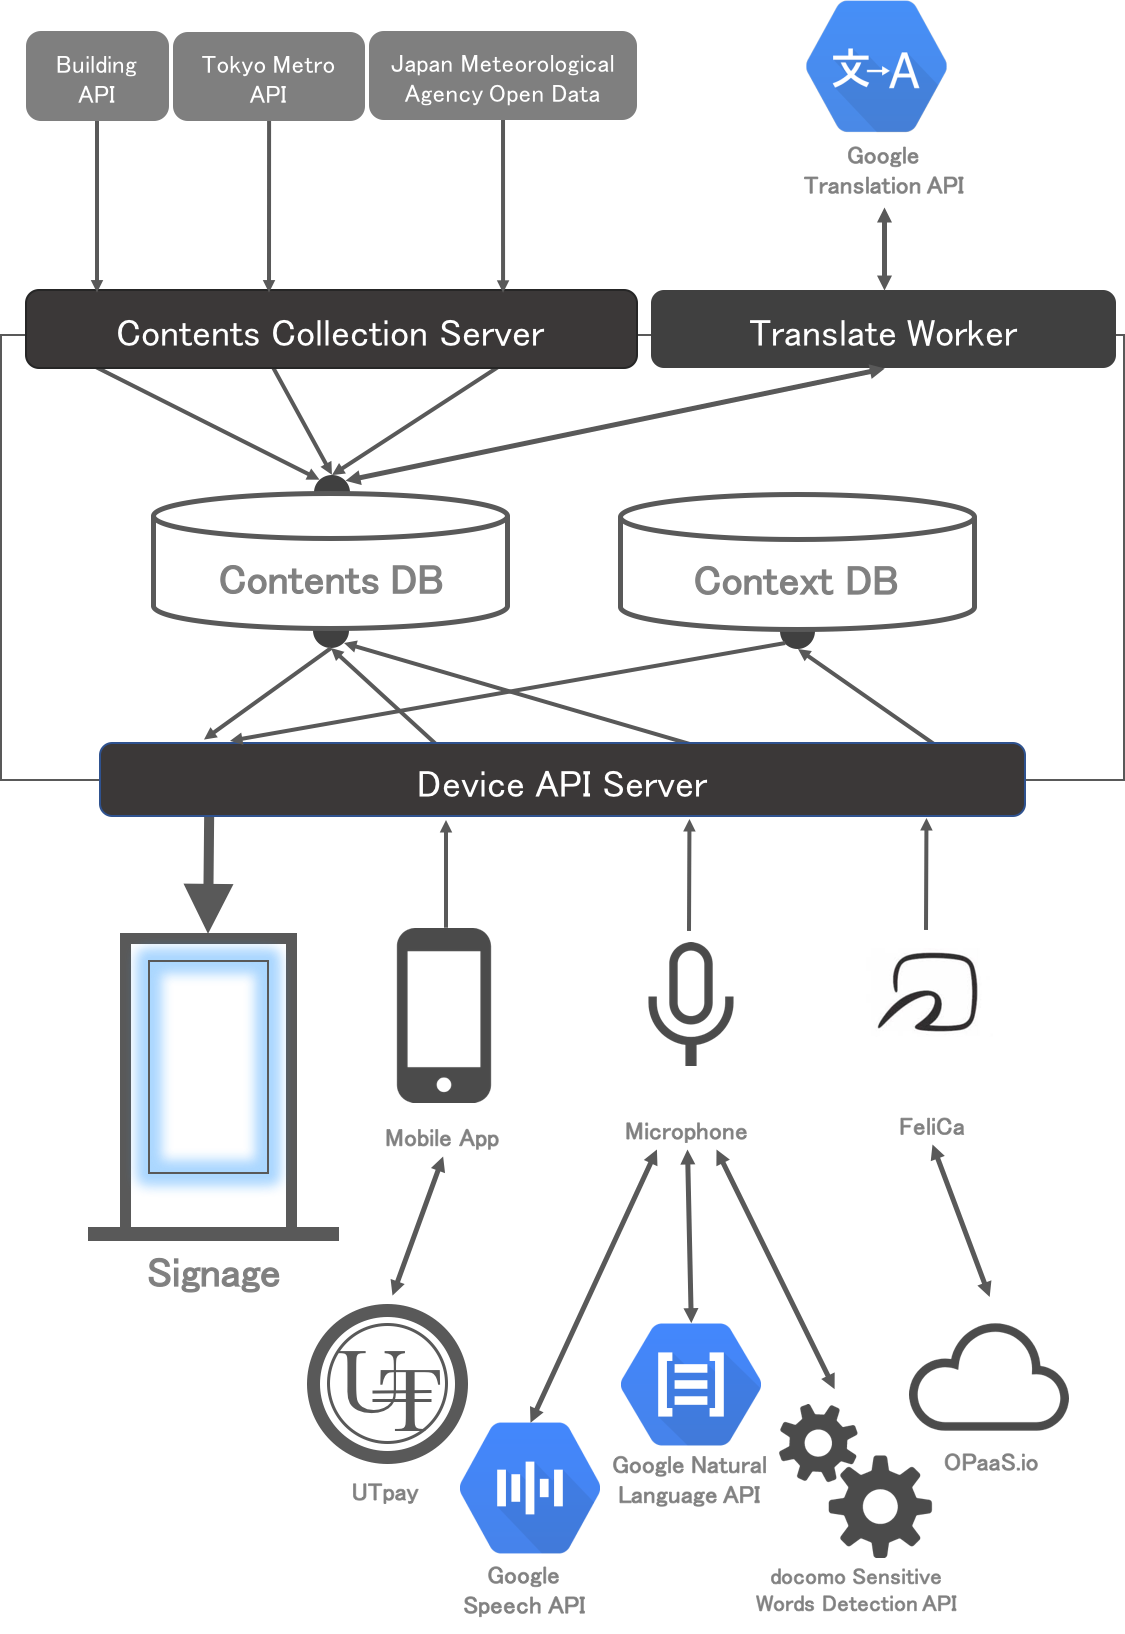 Building
API
Tokyo Metro
API
Japan Meteorological
Agency Open Data
文→A
Google
Translation API
Contents Collection Server
Translate Worker
Contents DB
Context DB
Device API Server
Mobile App
Microphone
FeliCa
Signage
UT
UTpay
Google Natural
Language API
OPaaS.io
Google
Speech API
docomo Sensitive
Words Detection API